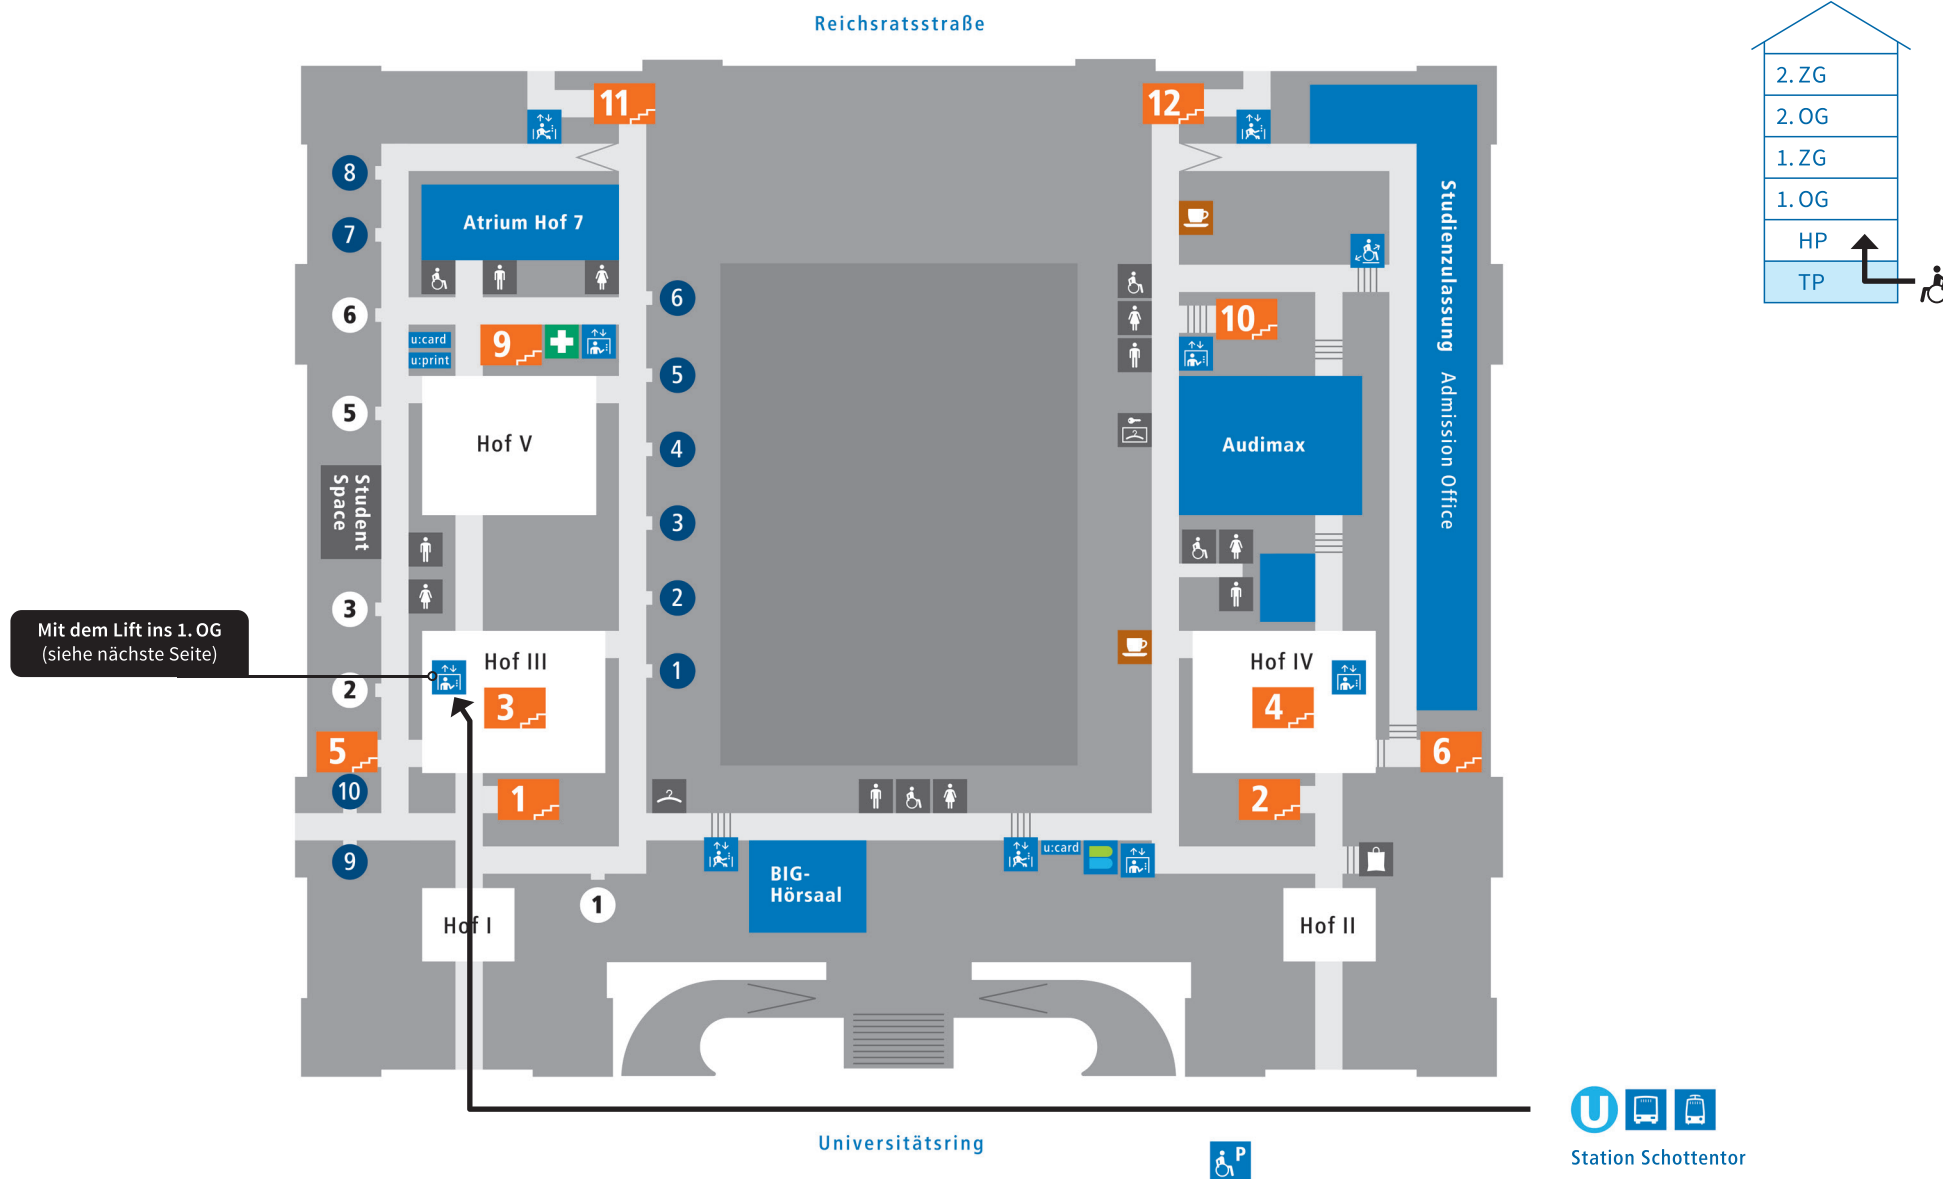 Reichsratsstraße
2. ZG
2. OG
1. ZG
1. OG
HP
TP
11
12
8
7
6
5
3
2
Atrium Hof 7
u:card
u:print
9
6
5
4
3
2
1
10
Hof V
Student
Space
Audimax
Studienzulassung Admission Office
Mit dem Lift ins 1. OG
(siehe nächste Seite)
Hof III
3
Hof IV
4
5
6
10
1
2
9
u:card
BIG-
Hörsaal
1
Hof I
Hof II
Universitätsring
P
U
Station Schottentor